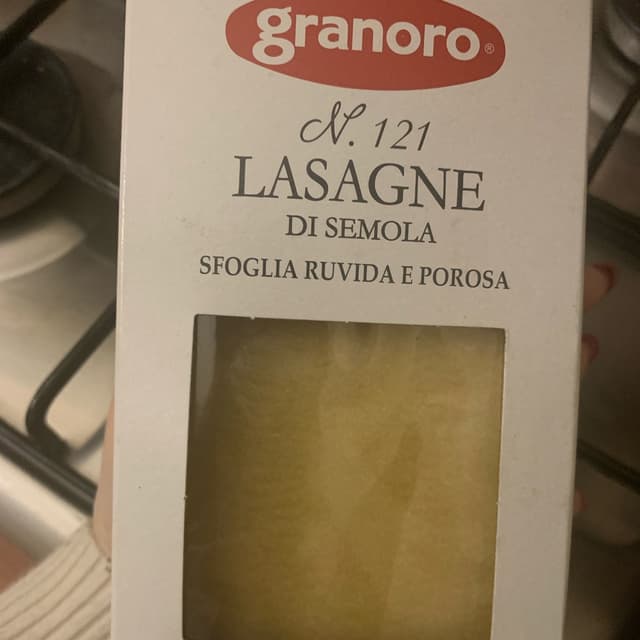 granoro®
N. 121
LASAGNE
DI SEMOLA
SFOGLIA RUVIDA E POROSA